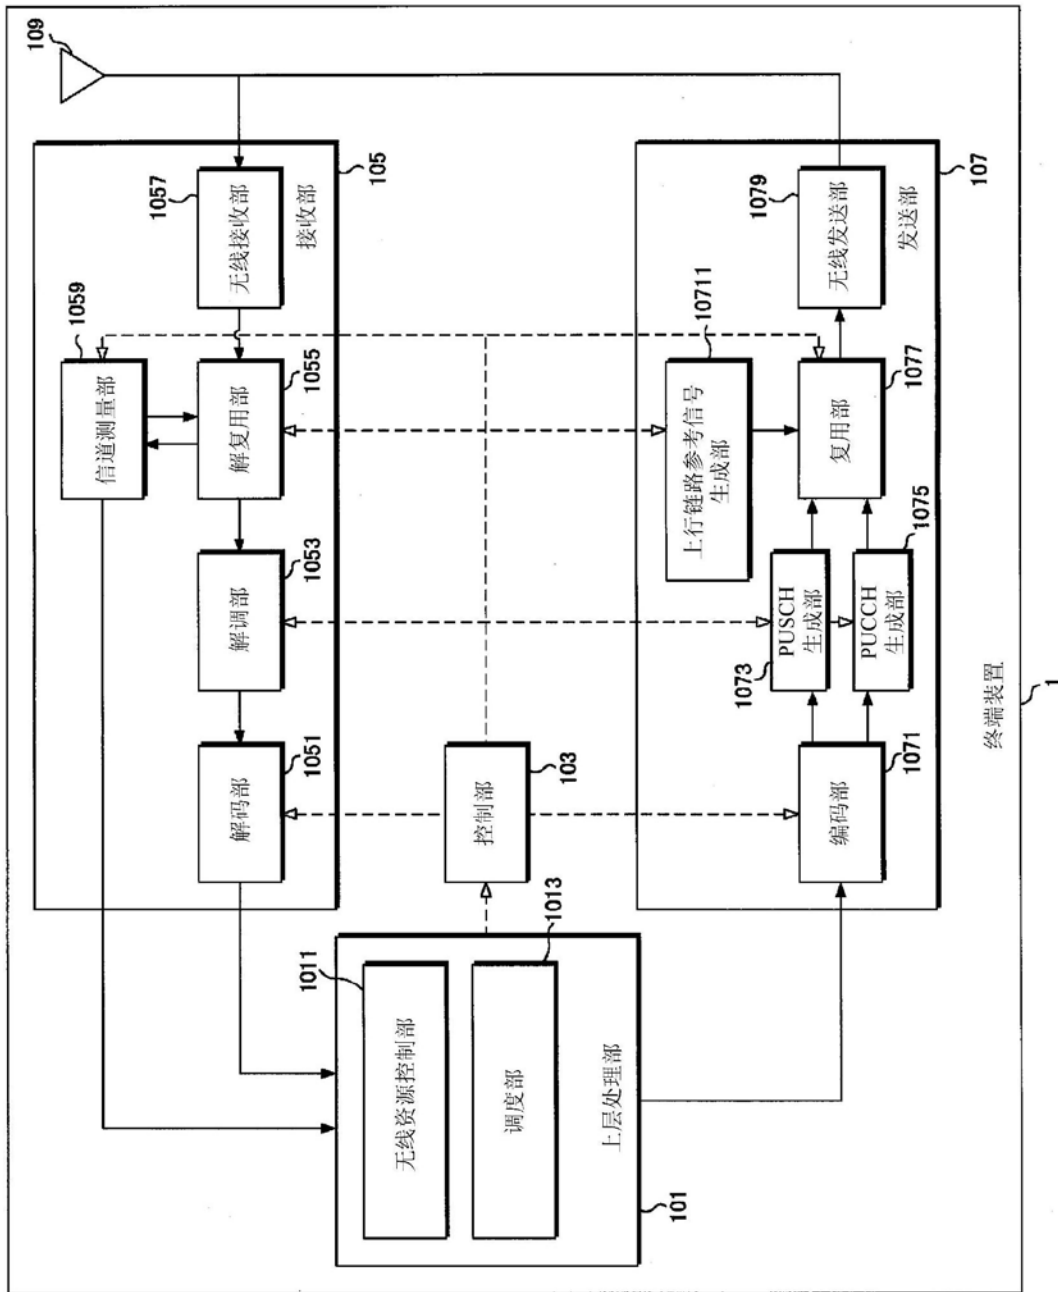 109
1057
无线接收部
接收部
105
1059
信道测量部
1055
解复用部
1053
解调部
1051
解码部
103
控制部
1011
无线资源控制部
1013
调度部
上层处理部
101
1079
无线发送部
发送部
107
10711
上行链路参考信号
生成部
1077
复用部
1073
PUSCH
生成部
1075
PUCCH
生成部
1071
编码部
终端装置
1